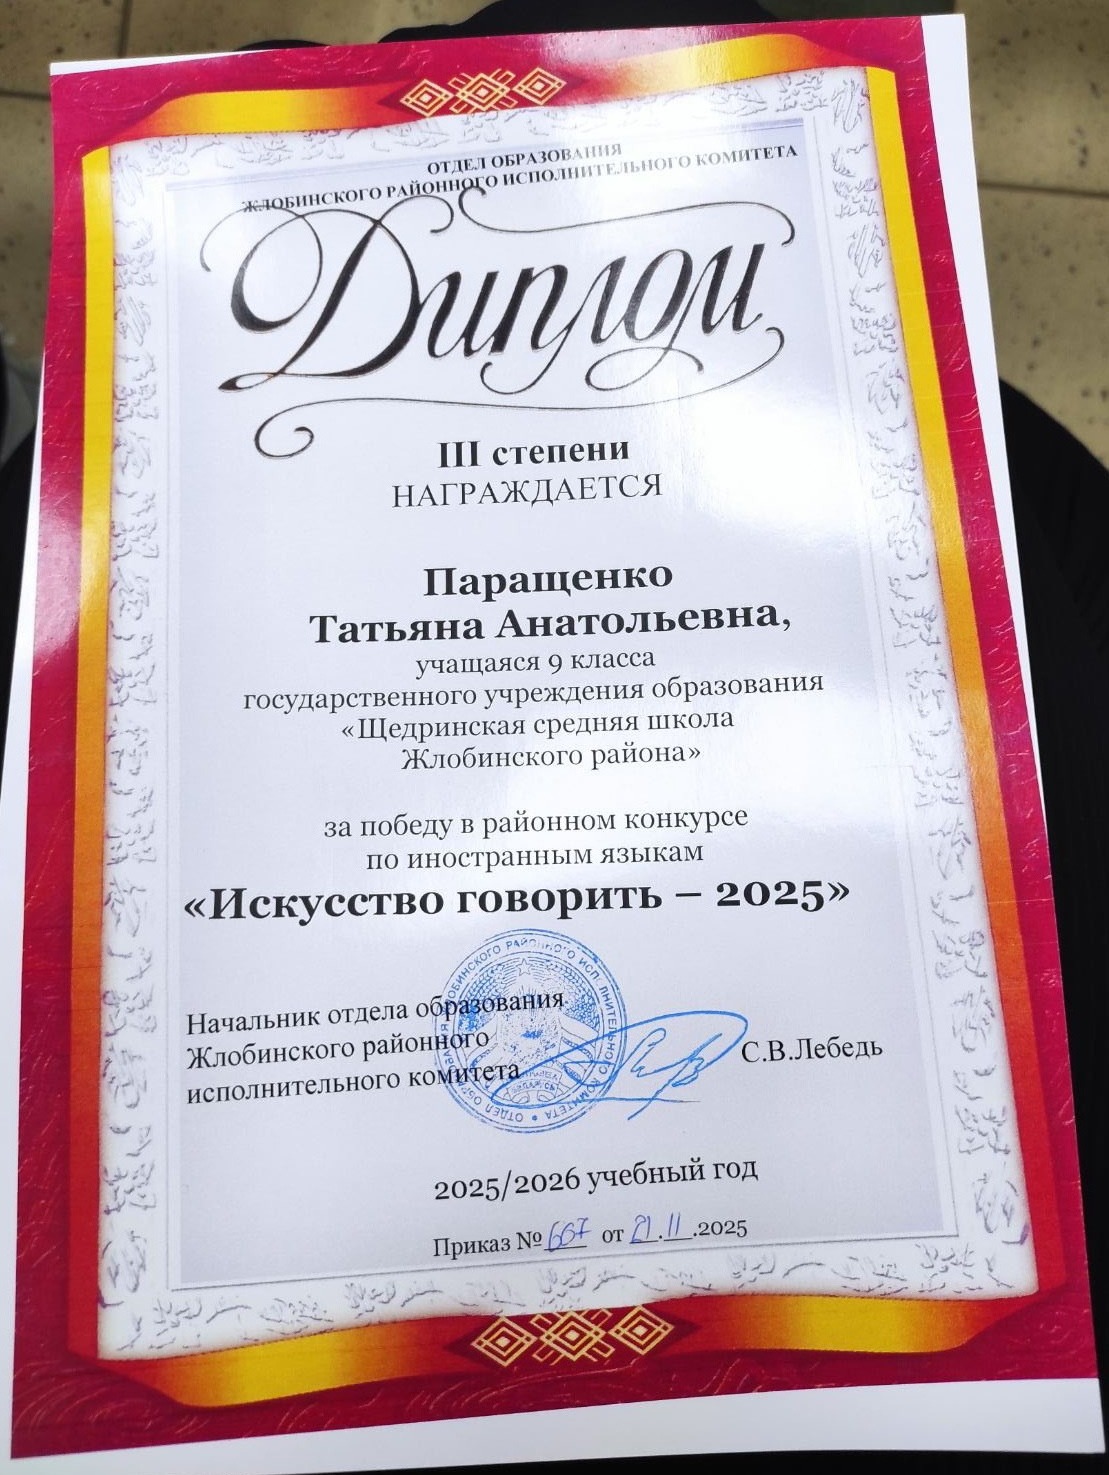 ОТДЕЛ ОБРАЗОВАНИЯ
ЖЛОБИНСКОГО РАЙОННОГО ИСПОЛНИТЕЛЬНОГО КОМИТЕТА
Диплом
III степени
НАГРАЖДАЕТСЯ
Паращенко
Татьяна Анатольевна,
учащаяся 9 класса
государственного учреждения образования
«Щедринская средняя школа
Жлобинского района»
за победу в районном конкурсе
по иностранным языкам
«Искусство говорить – 2025»
Начальник отдела образования
Жлобинского районного
исполнительного комитета
С.В.Лебедь
2025/2026 учебный год
Приказ № 667 от 21.11.2025